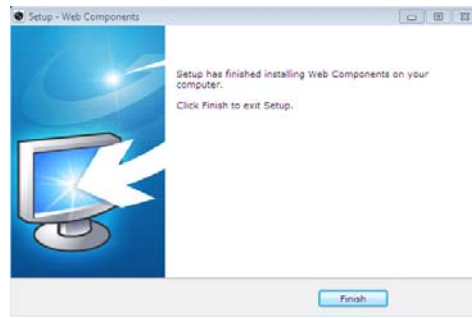 Setup - Web Components
Setup has finished installing Web Components on your
computer.
Click Finish to exit Setup.
Finish